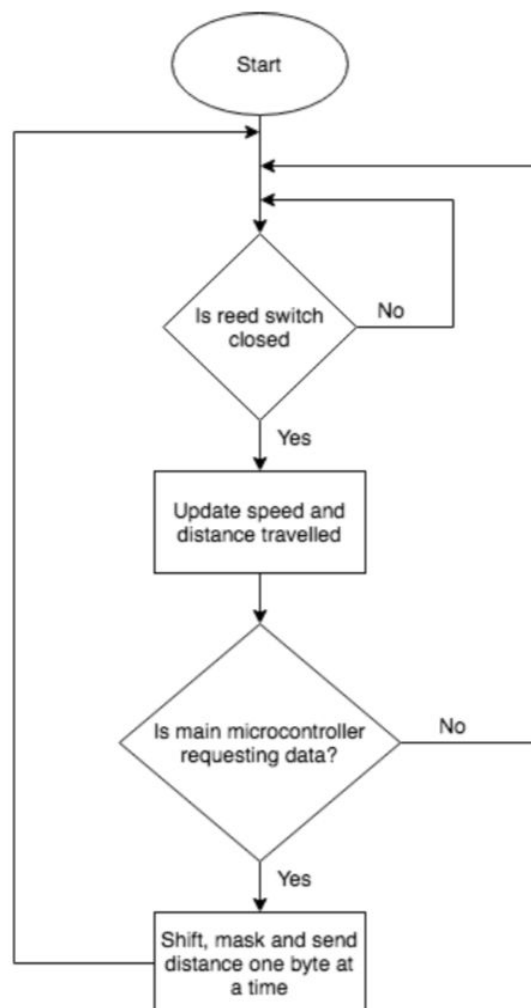 Start
Is reed switch
closed
No
Yes
Update speed and
distance travelled
Is main microcontroller
requesting data?
No
Yes
Shift, mask and send
distance one byte at
a time